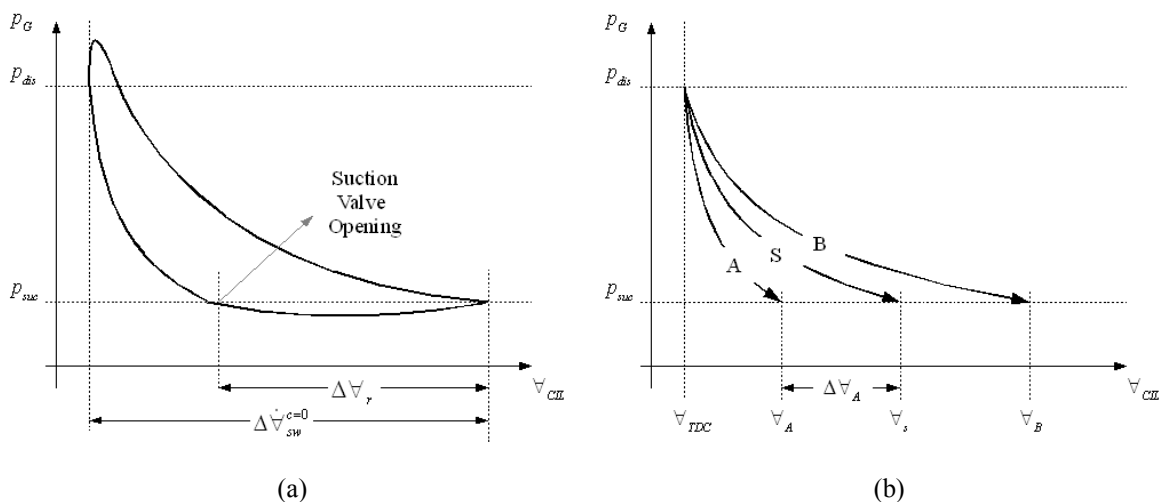 p_G
p_dis
Suction
Valve
Opening
p_suc
Δ∀_r
∀_CIL
Δ∀̇_sw^c=0
(a)
p_G
p_dis
A
S
B
p_suc
Δ∀_A
∀_CIL
∀_TDC ∀_A ∀_s ∀_B
(b)